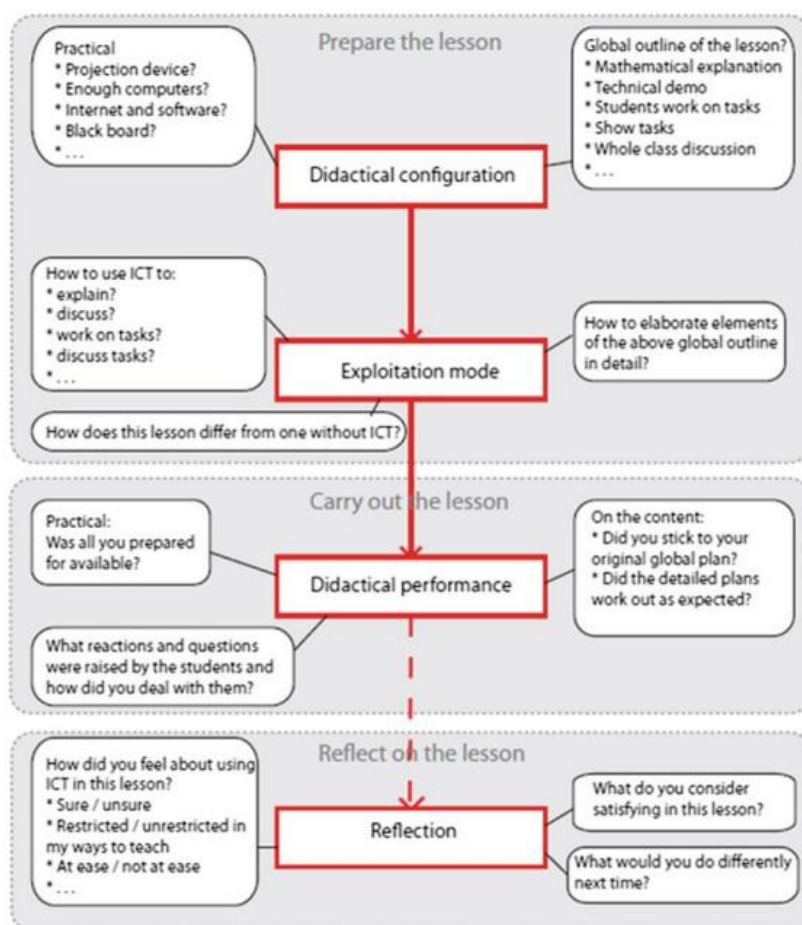 Prepare the lesson
Practical
* Projection device?
* Enough computers?
* Internet and software?
* Black board?
* . . .
Global outline of the lesson?
* Mathematical explanation
* Technical demo
* Students work on tasks
* Show tasks
* Whole class discussion
* . . .
Didactical configuration
How to use ICT to:
* explain?
* discuss?
* work on tasks?
* discuss tasks?
* . . .
How to elaborate elements
of the above global outline
in detail?
Exploitation mode
How does this lesson differ from one without ICT?
Carry out the lesson
Practical:
Was all you prepared
for available?
On the content:
* Did you stick to your
original global plan?
* Did the detailed plans
work out as expected?
Didactical performance
What reactions and questions
were raised by the students and
how did you deal with them?
Reflect on the lesson
How did you feel about using
ICT in this lesson?
* Sure / unsure
* Restricted / unrestricted in
my ways to teach
* At ease / not at ease
* . . .
What do you consider
satisfying in this lesson?
Reflection
What would you do differently
next time?